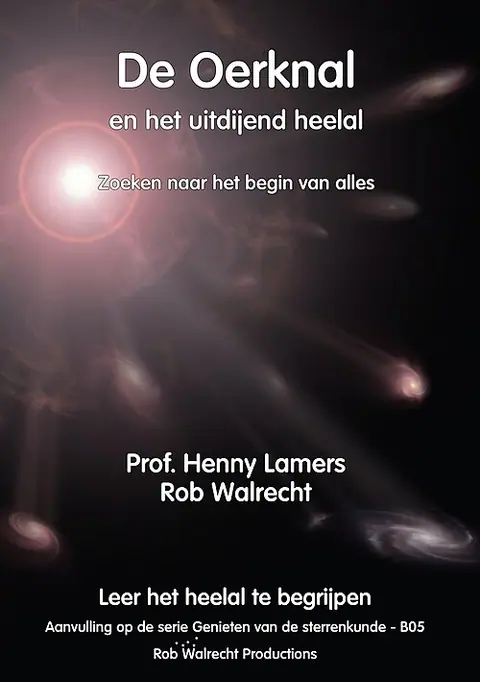 De Oerknal
en het uitdijend heelal
Zoeken naar het begin van alles
Prof. Henny Lamers
Rob Walrecht
Leer het heelal te begrijpen
Aanvulling op de serie Genieten van de sterrenkunde - B05
Rob Walrecht Productions